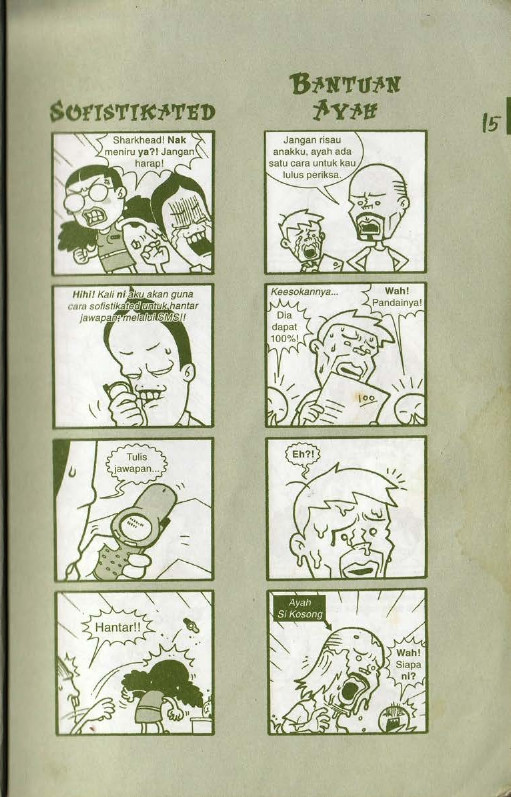 SOFISTIKATED
Sharkhead! Nak
meniru ya?! Jangan
harap!
Hihi! Kali ni aku akan guna
cara sofistikated untuk hantar
jawapan, melalui SMS!!
Tulis
jawapan...
Hantar!!
BANTUAN
AYAH
Jangan risau
anakku, ayah ada
satu cara untuk kau
lulus periksa.
Keesokannya...
Wah!
Pandainya!
Dia
dapat
100%!
100
Eh?!
Ayah
Si Kosong
Wah!
Siapa
ni?
15